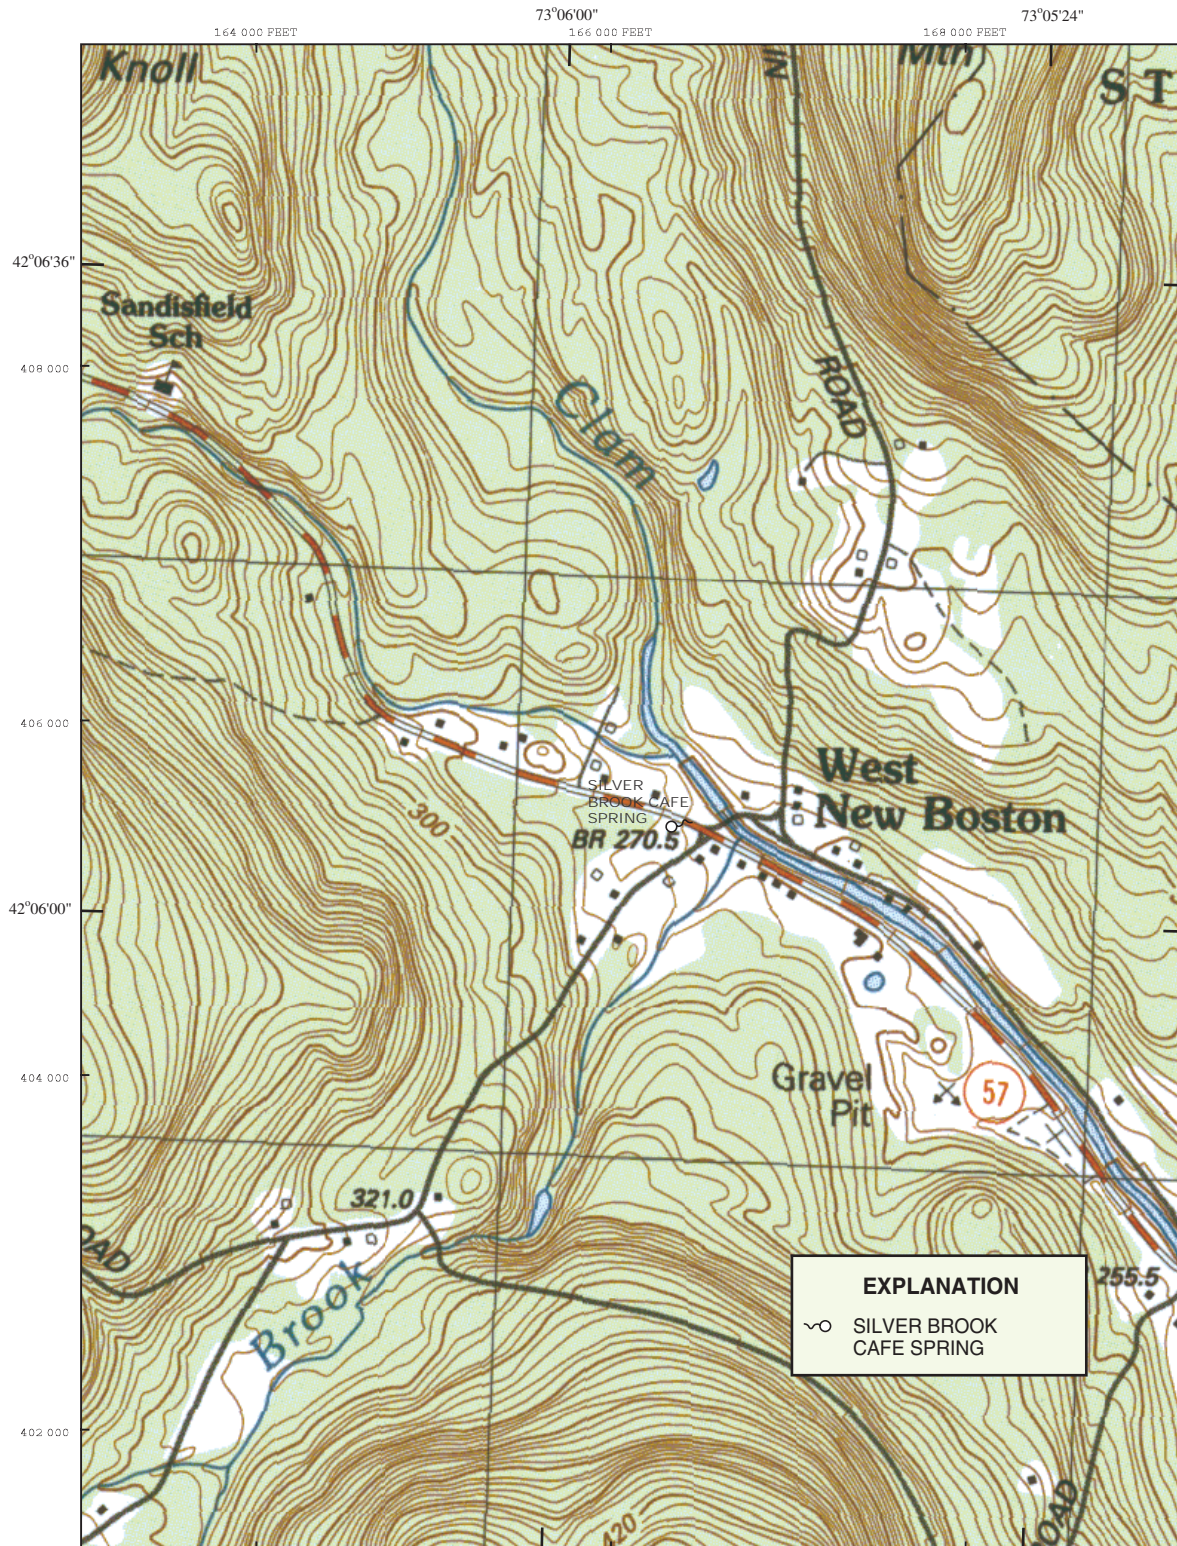 73°06'00"
73°05'24"
164 000 FEET
166 000 FEET
168 000 FEET
Knoll
Mtn
S T
42°06'36"
Sandisfield
Sch
408 000
ROAD
Clam
406 000
West
New Boston
SILVER
BROOK CAFE
SPRING
300
BR 270.5
42°06'00"
404 000
Gravel
Pit
57
321.0
OAD
Brook
255.5
EXPLANATION
SILVER BROOK
CAFE SPRING
402 000
420
OAD